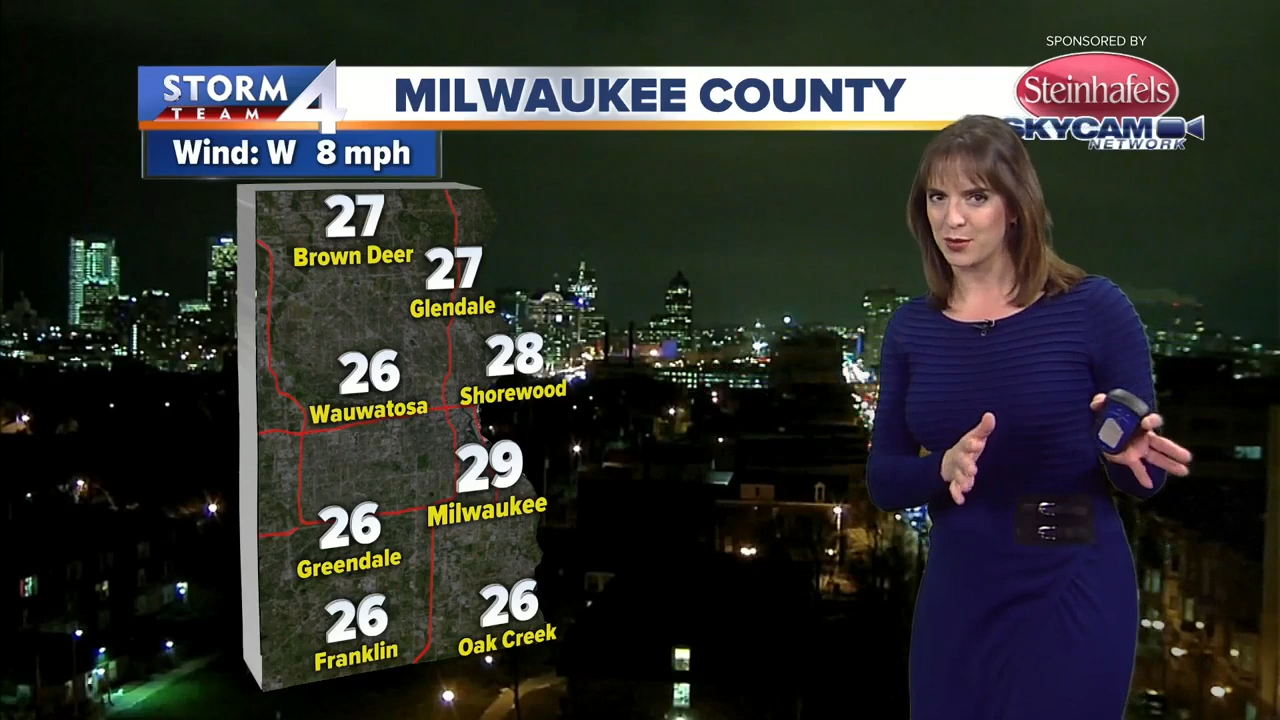 SPONSORED BY
Steinhafels
SKYCAM
NETWORK
STORM
TEAM 4
MILWAUKEE COUNTY
Wind: W 8 mph
27
Brown Deer
27
Glendale
28
Shorewood
26
Wauwatosa
29
Milwaukee
26
Greendale
26
Franklin
26
Oak Creek